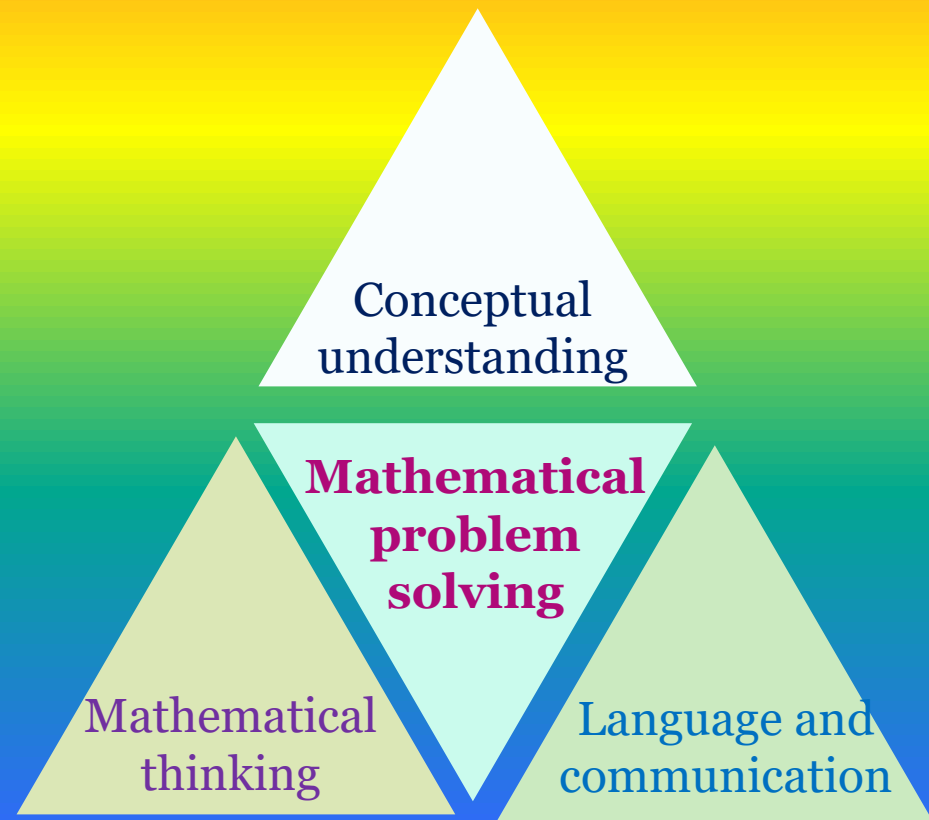 Conceptual
understanding
Mathematical
problem
solving
Mathematical
thinking
Language and
communication